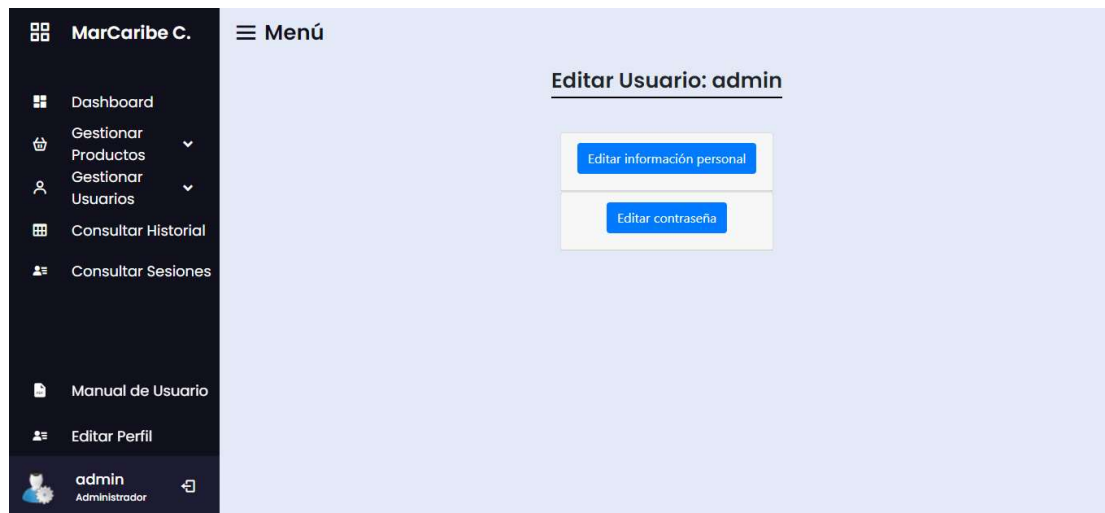 MarCaribe C.
Dashboard
Gestionar
Productos
Gestionar
Usuarios
Consultar Historial
Consultar Sesiones
Manual de Usuario
Editar Perfil
admin
Administrador
Menú
Editar Usuario: admin
Editar información personal
Editar contraseña